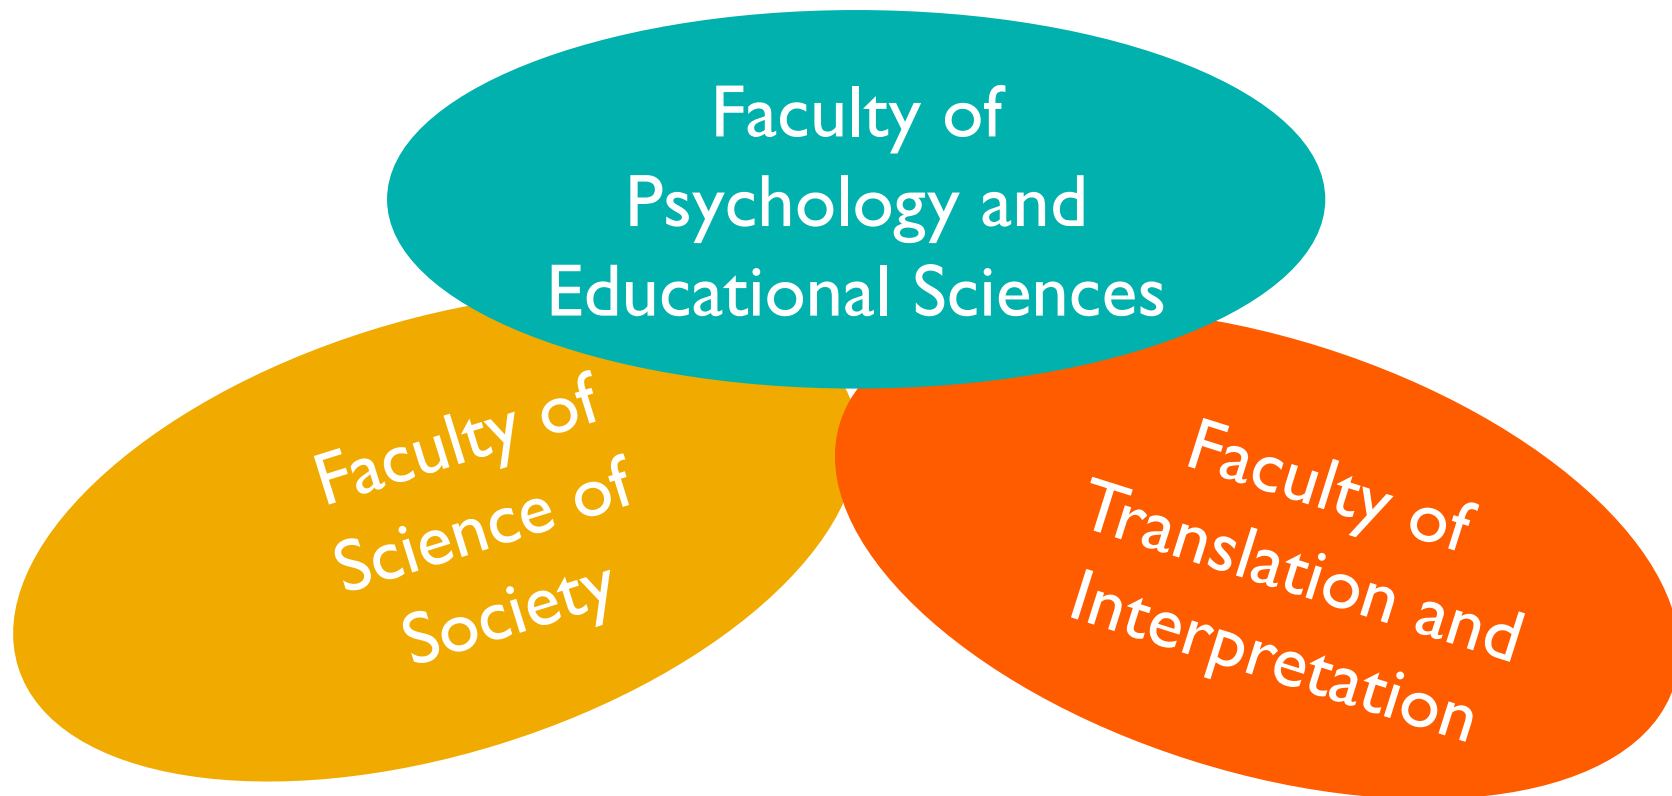 Faculty of
Psychology and
Educational Sciences
Faculty of
Science of
Society
Faculty of
Translation and
Interpretation